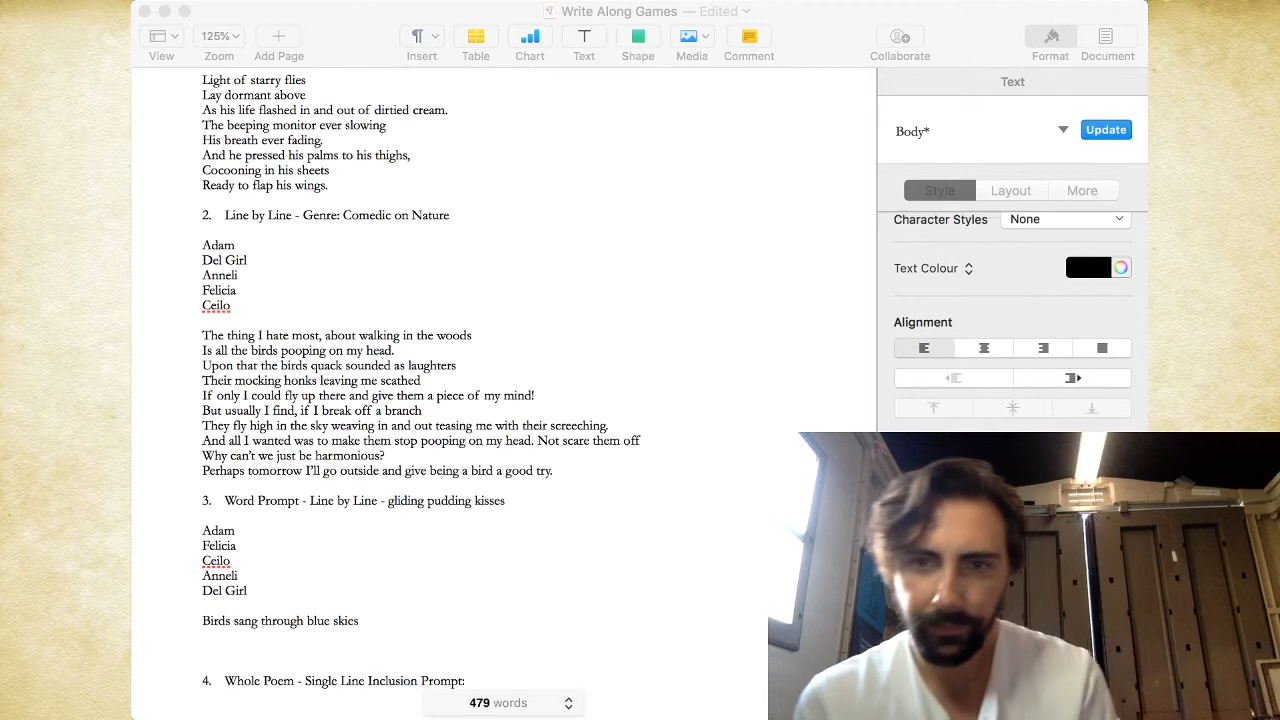 Write Along Games — Edited
125%
View
Zoom
Add Page
Insert
Table
Chart
Text
Shape
Media
Comment
Collaborate
Format
Document
Light of starry flies
Lay dormant above
As his life flashed in and out of dirtied cream.
The beeping monitor ever slowing
His breath ever fading.
And he pressed his palms to his thighs,
Cocooning in his sheets
Ready to flap his wings.
2. Line by Line - Genre: Comedic on Nature
Adam
Del Girl
Anneli
Felicia
Ceilo
The thing I hate most, about walking in the woods
Is all the birds pooping on my head.
Upon that the birds quack sounded as laughters
Their mocking honks leaving me scathed
If only I could fly up there and give them a piece of my mind!
But usually I find, if I break off a branch
They fly high in the sky weaving in and out teasing me with their screeching.
And all I wanted was to make them stop pooping on my head. Not scare them off
Why can't we just be harmonious?
Perhaps tomorrow I'll go outside and give being a bird a good try.
3. Word Prompt - Line by Line - gliding pudding kisses
Adam
Felicia
Ceilo
Anneli
Del Girl
Birds sang through blue skies
4. Whole Poem - Single Line Inclusion Prompt:
479 words
Text
Body*
Update
Style
Layout
More
Character Styles
None
Text Colour
Alignment